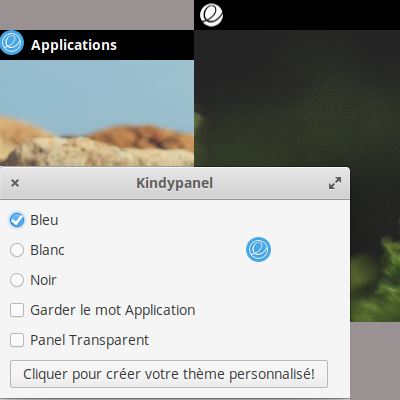 Applications
Kindypanel
Bleu
Blanc
Noir
Garder le mot Application
Panel Transparent
Cliquer pour créer votre thème personnalisé!